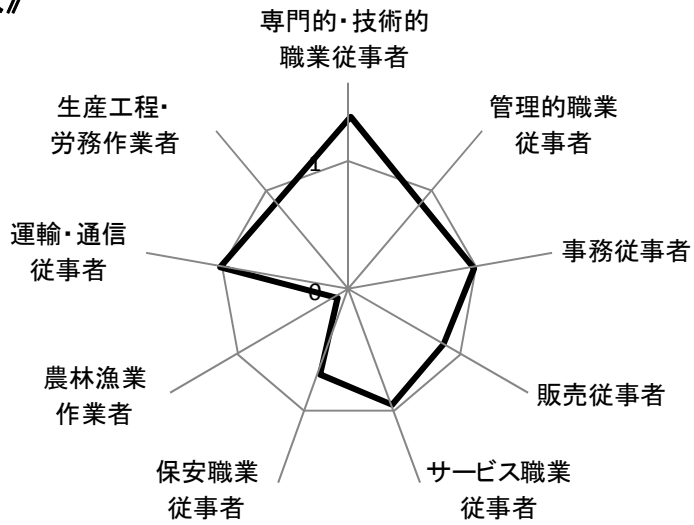 専門的・技術的
職業従事者
管理的職業
従事者
事務従事者
販売従事者
サービス職業
従事者
保安職業
従事者
農林漁業
作業者
運輸・通信
従事者
生産工程・
労務作業者
1
0